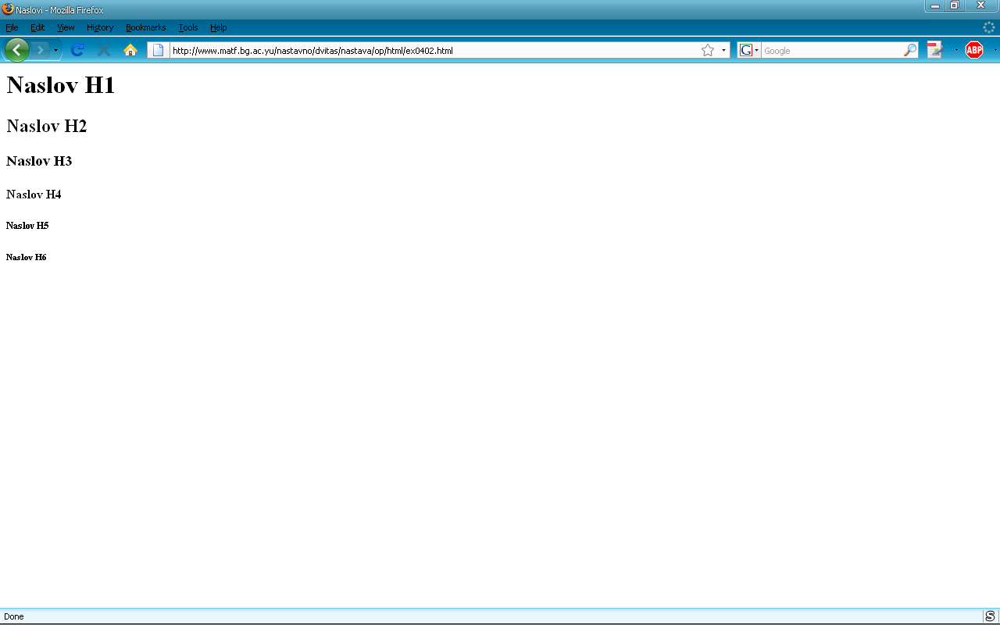 Naslovi - Mozilla Firefox
File Edit View History Bookmarks Tools Help
http://www.matf.bg.ac.yu/nastavno/dvitas/nastava/op/html/ex0402.html G Google ABP
Naslov H1
Naslov H2
Naslov H3
Naslov H4
Naslov H5
Naslov H6
Done S